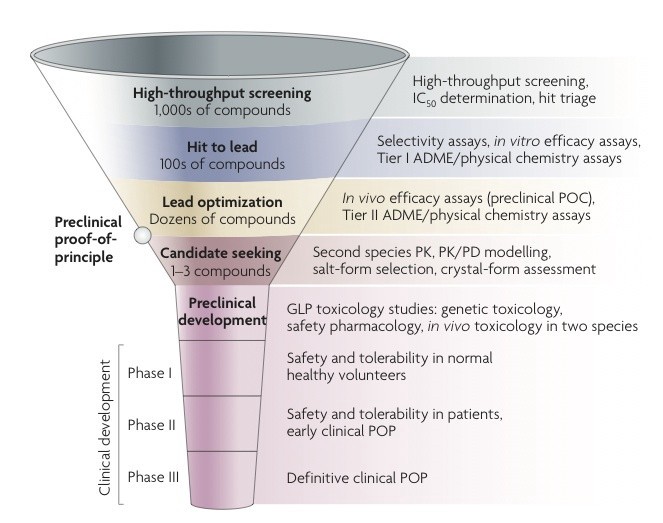 High-throughput screening
1,000s of compounds
High-throughput screening,
IC50 determination, hit triage
Hit to lead
100s of compounds
Selectivity assays, in vitro efficacy assays,
Tier I ADME/physical chemistry assays
Lead optimization
Dozens of compounds
In vivo efficacy assays (preclinical POC),
Tier II ADME/physical chemistry assays
Preclinical
proof-of-
principle
Candidate seeking
1–3 compounds
Second species PK, PK/PD modelling,
salt-form selection, crystal-form assessment
Preclinical
development
GLP toxicology studies: genetic toxicology,
safety pharmacology, in vivo toxicology in two species
Clinical development
Phase I
Safety and tolerability in normal
healthy volunteers
Phase II
Safety and tolerability in patients,
early clinical POP
Phase III
Definitive clinical POP